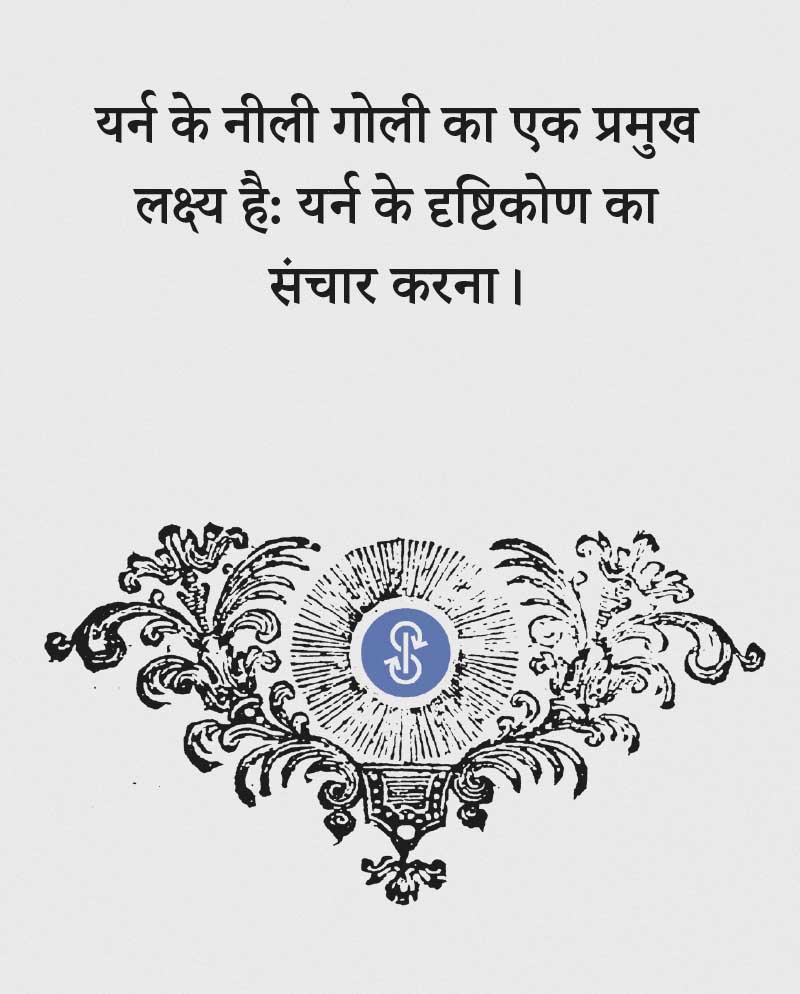 यर्न के नीली गोली का एक प्रमुख
लक्ष्य है: यर्न के दृष्टिकोण का
संचार करना।